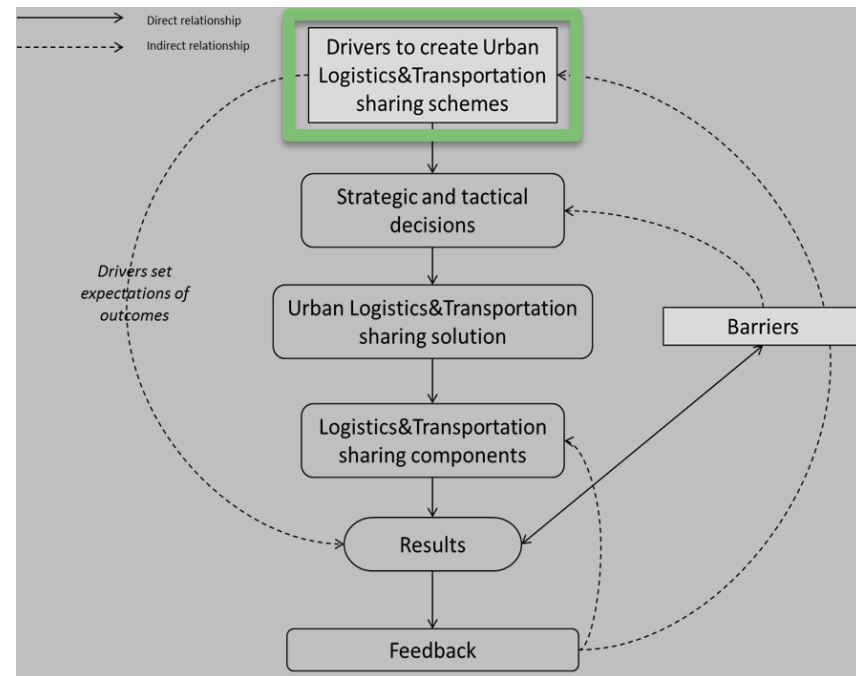 Direct relationship
Indirect relationship
Drivers to create Urban
Logistics&Transportation
sharing schemes
Strategic and tactical
decisions
Drivers set
expectations of
outcomes
Urban Logistics&Transportation
sharing solution
Barriers
Logistics&Transportation
sharing components
Results
Feedback